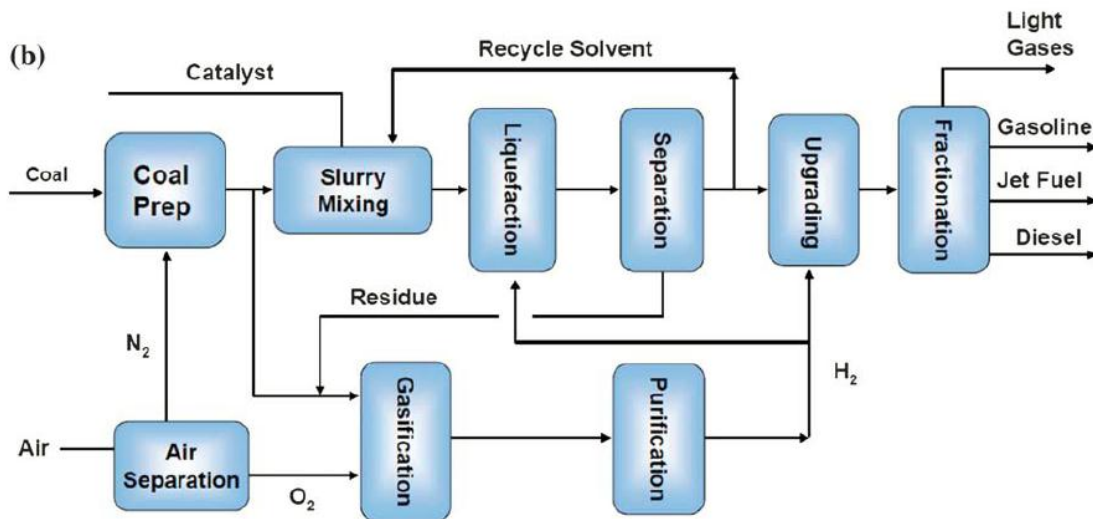 (b)
Light
Gases
Recycle Solvent
Catalyst
Gasoline
Coal
Coal
Prep
Slurry
Mixing
Liquefaction
Separation
Upgrading
Fractionation
Jet Fuel
Diesel
Residue
N₂
H₂
Gasification
Purification
Air
Air
Separation
O₂